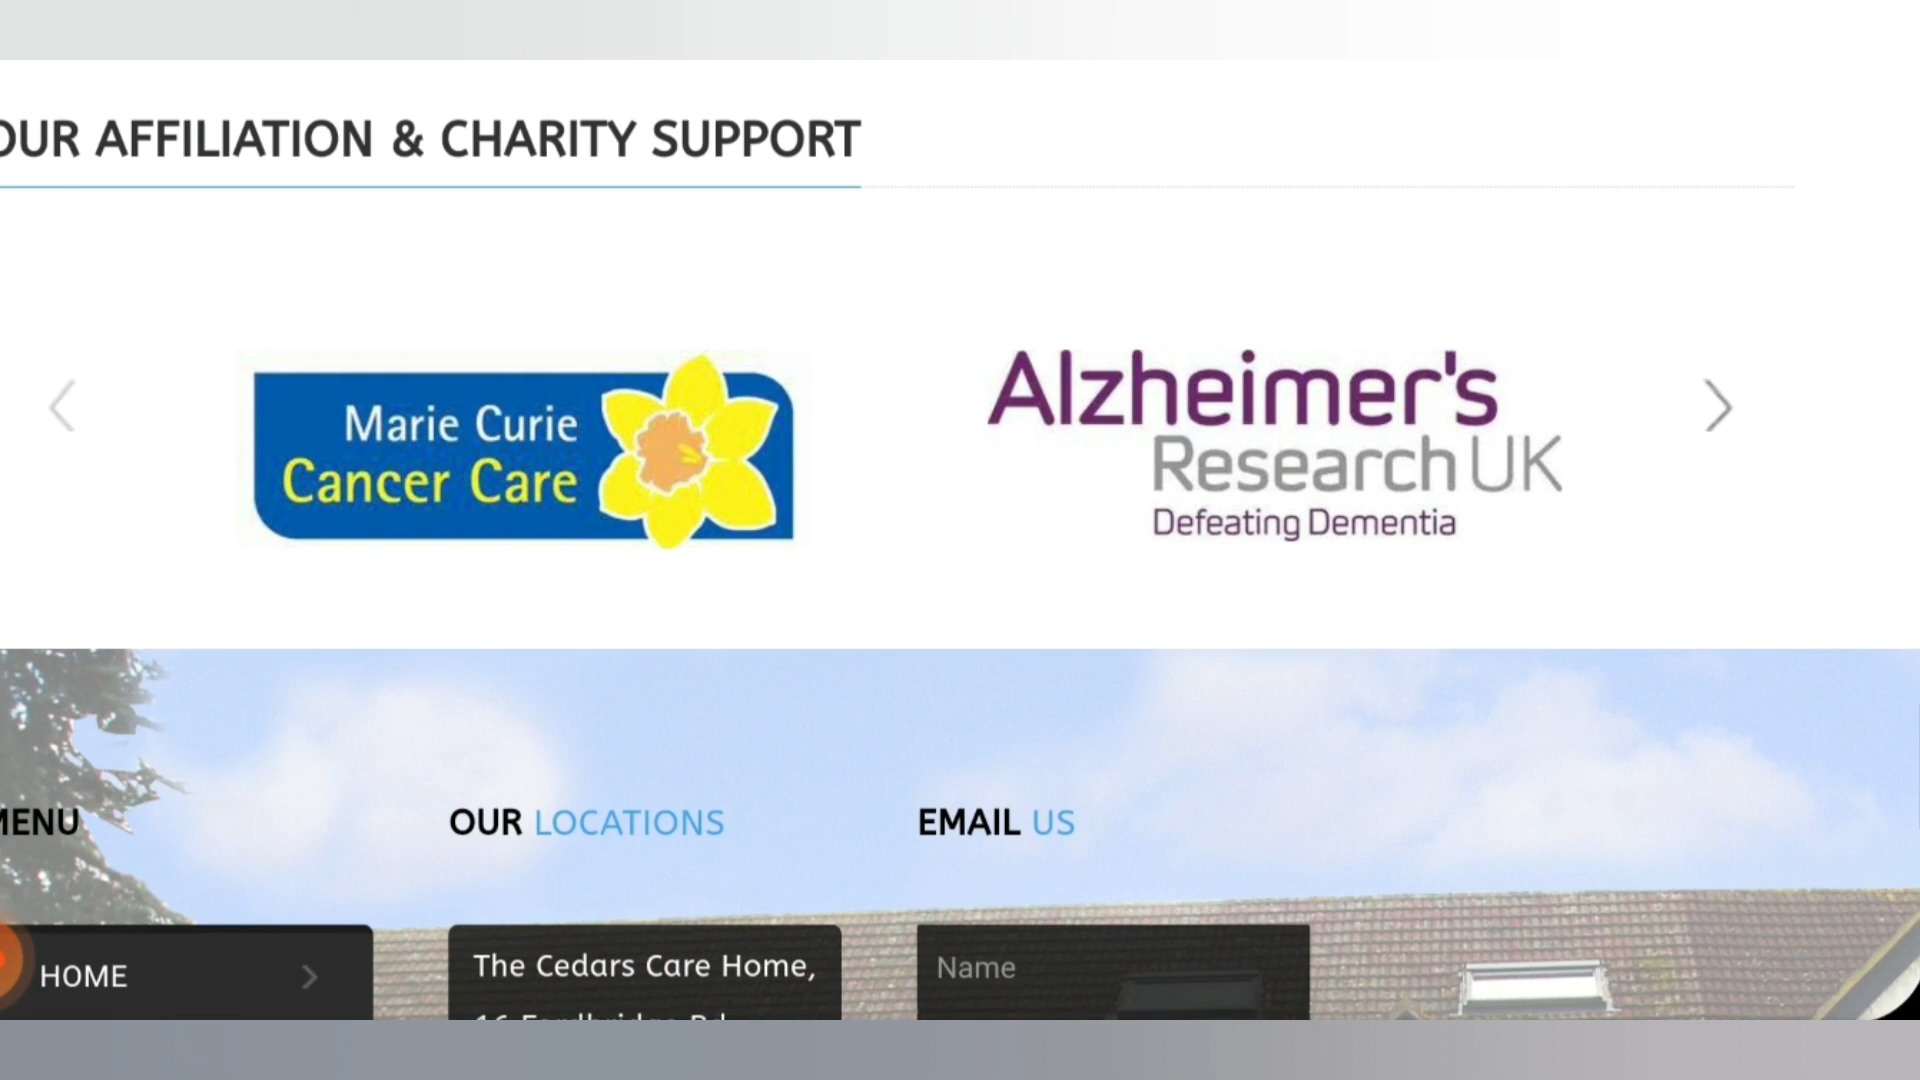 OUR AFFILIATION & CHARITY SUPPORT
Marie Curie
Cancer Care
Alzheimer's
Research UK
Defeating Dementia
MENU
OUR LOCATIONS
EMAIL US
HOME
The Cedars Care Home,
Name